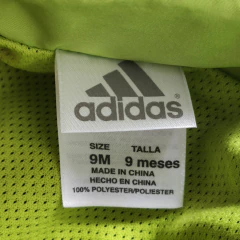 adidas
SIZE TALLA
9M 9 meses
MADE IN CHINA
HECHO EN CHINA
100% POLYESTER/POLIESTER